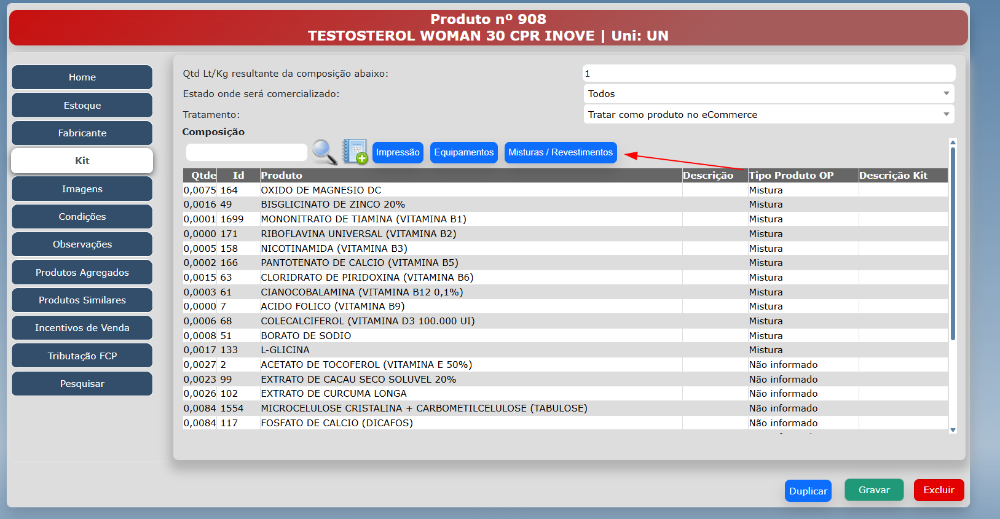 Produto nº 908
TESTOSTEROL WOMAN 30 CPR INOVE | Uni: UN
Home
Estoque
Fabricante
Kit
Imagens
Condições
Observações
Produtos Agregados
Produtos Similares
Incentivos de Venda
Tributação FCP
Pesquisar
Qtd Lt/Kg resultante da composição abaixo: 1
Estado onde será comercializado: Todos
Tratamento: Tratar como produto no eCommerce
Composição
Impressão Equipamentos Misturas / Revestimentos
Qtde Id Produto Descrição Tipo Produto OP Descrição Kit
0,0075 164 OXIDO DE MAGNESIO DC Mistura
0,0016 49 BISGLICINATO DE ZINCO 20% Mistura
0,0001 1699 MONONITRATO DE TIAMINA (VITAMINA B1) Mistura
0,0000 171 RIBOFLAVINA UNIVERSAL (VITAMINA B2) Mistura
0,0005 158 NICOTINAMIDA (VITAMINA B3) Mistura
0,0002 166 PANTOTENATO DE CALCIO (VITAMINA B5) Mistura
0,0015 63 CLORIDRATO DE PIRIDOXINA (VITAMINA B6) Mistura
0,0003 61 CIANOCOBALAMINA (VITAMINA B12 0,1%) Mistura
0,0000 7 ACIDO FOLICO (VITAMINA B9) Mistura
0,0006 68 COLECALCIFEROL (VITAMINA D3 100.000 UI) Mistura
0,0008 51 BORATO DE SODIO Mistura
0,0017 133 L-GLICINA Mistura
0,0027 2 ACETATO DE TOCOFEROL (VITAMINA E 50%) Não informado
0,0023 99 EXTRATO DE CACAU SECO SOLUVEL 20% Não informado
0,0026 102 EXTRATO DE CURCUMA LONGA Não informado
0,0084 1554 MICROCELULOSE CRISTALINA + CARBOMETILCELULOSE (TABULOSE) Não informado
0,0084 117 FOSFATO DE CALCIO (DICAFOS) Não informado
Duplicar Gravar Excluir